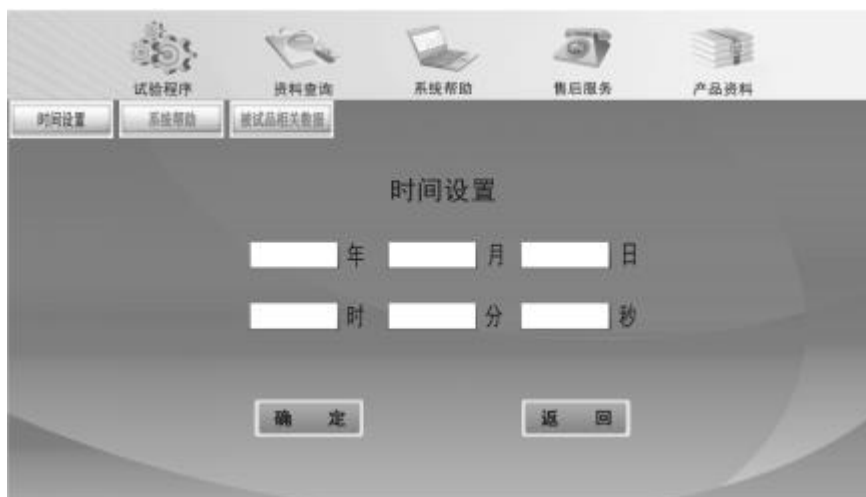 试验程序 资料查询 系统帮助 售后服务 产品资料
时间设置 系统帮助 被试品相关数据
时间设置
年 月 日
时 分 秒
确 定 返 回